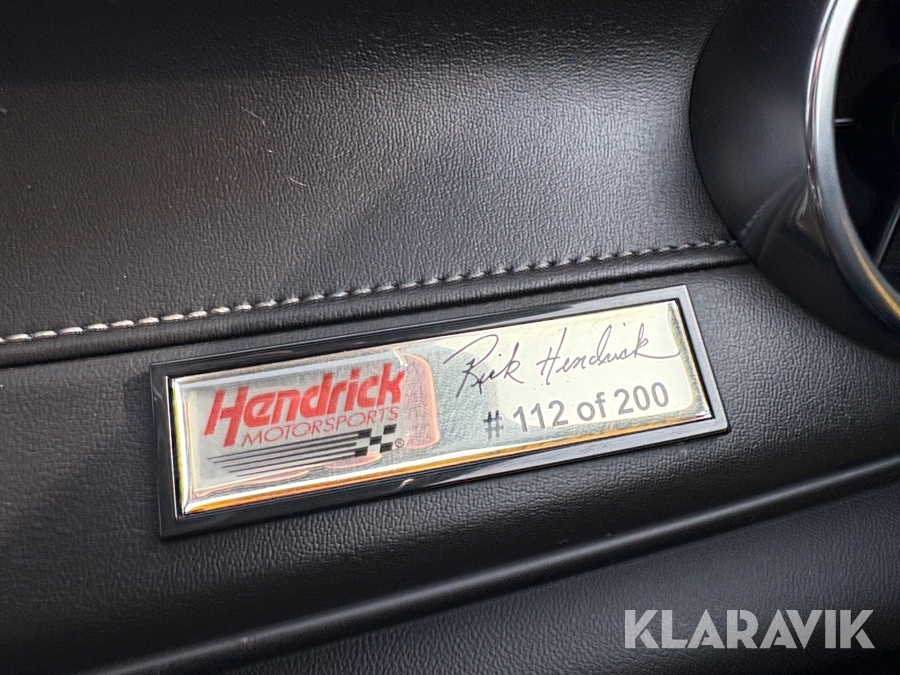 Hendrick
MOTORSPORTS
®
Rick Hendrick
# 112 of 200
KLARAVIK